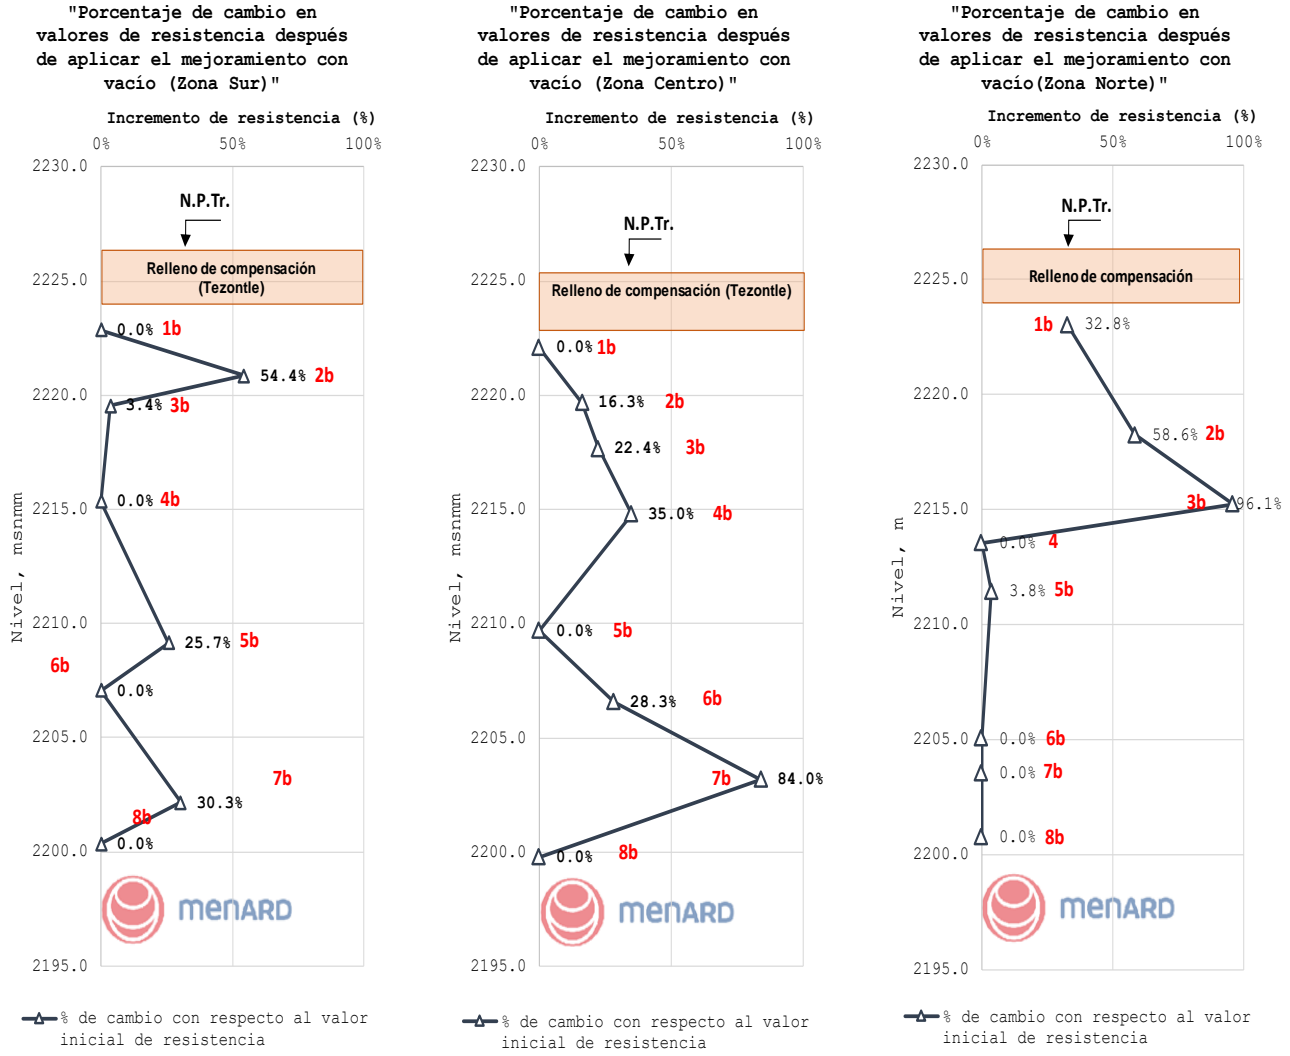 "Porcentaje de cambio en
valores de resistencia después
de aplicar el mejoramiento con
vacío (Zona Sur)"
Incremento de resistencia (%)
0%
50%
100%
2230.0
N.P.Tr.
Relleno de compensación
(Tezontle)
2225.0
0.0% 1b
54.4% 2b
2220.0
3.4% 3b
0.0% 4b
2215.0
Nivel, msnmm
2210.0
25.7% 5b
6b
0.0%
2205.0
7b
30.3%
8b
0.0%
2200.0
menARD
2195.0
% de cambio con respecto al valor
inicial de resistencia
"Porcentaje de cambio en
valores de resistencia después
de aplicar el mejoramiento con
vacío (Zona Centro)"
Incremento de resistencia (%)
0%
50%
100%
2230.0
N.P.Tr.
2225.0
Relleno de compensación (Tezontle)
0.0% 1b
2220.0
16.3% 2b
22.4% 3b
2215.0
35.0% 4b
Nivel, msnmm
2210.0
0.0% 5b
28.3% 6b
2205.0
7b 84.0%
2200.0
0.0% 8b
menARD
2195.0
% de cambio con respecto al valor
inicial de resistencia
"Porcentaje de cambio en
valores de resistencia después
de aplicar el mejoramiento con
vacío(Zona Norte)"
Incremento de resistencia (%)
0%
50%
100%
2230.0
N.P.Tr.
Relleno de compensación
2225.0
1b 32.8%
2220.0
58.6% 2b
3b 96.1%
2215.0
0.0% 4
Nivel, m
3.8% 5b
2210.0
2205.0
0.0% 6b
0.0% 7b
0.0% 8b
2200.0
menARD
2195.0
% de cambio con respecto al valor
inicial de resistencia